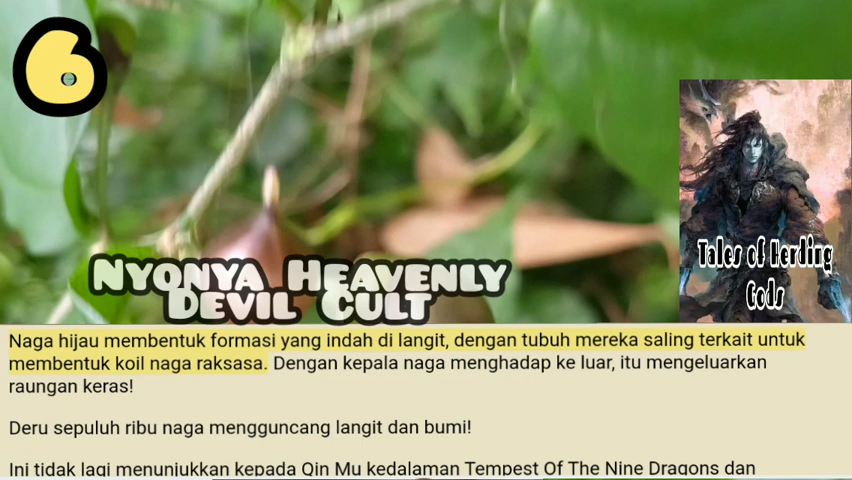 6
Nyonya Heavenly
Devil Cult
Tales of Herding
Gods
Naga hijau membentuk formasi yang indah di langit, dengan tubuh mereka saling terkait untuk
membentuk koil naga raksasa. Dengan kepala naga menghadap ke luar, itu mengeluarkan
raungan keras!
Deru sepuluh ribu naga mengguncang langit dan bumi!
Ini tidak lagi menunjukkan kepada Qin Mu kedalaman Tempest Of The Nine Dragons dan